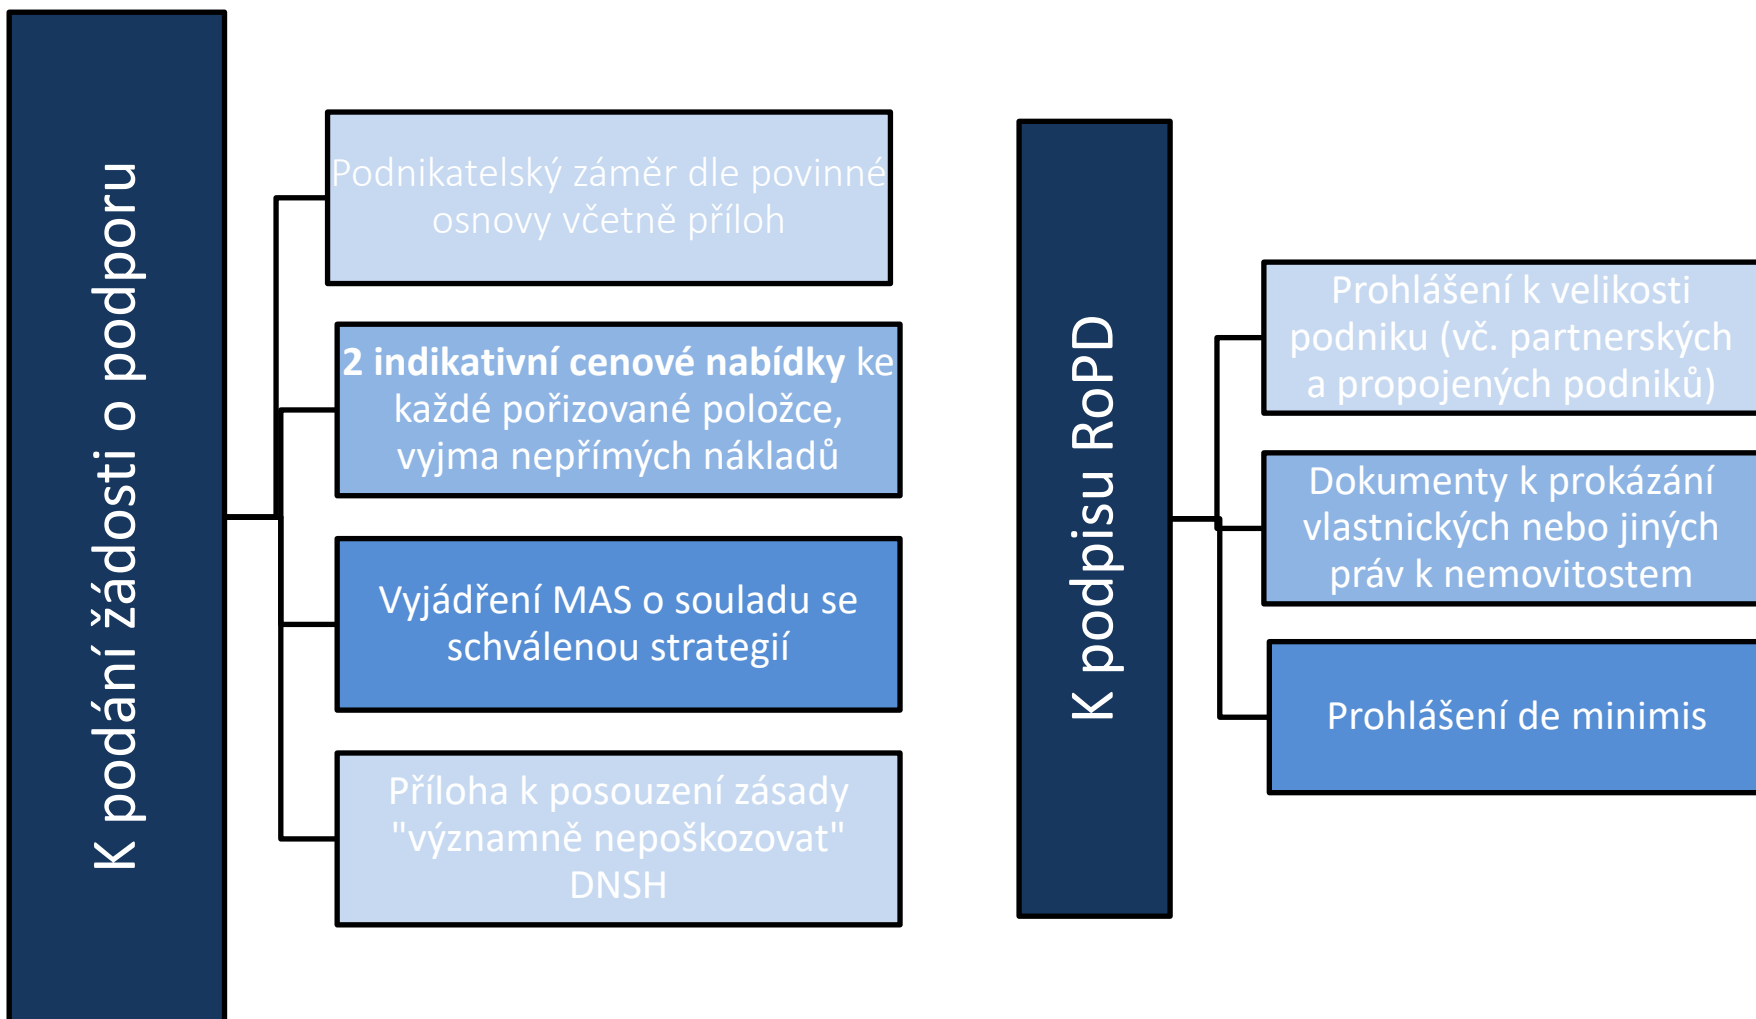 K podání žádosti o podporu
Podnikatelský záměr dle povinné
osnovy včetně příloh
2 indikativní cenové nabídky ke
každé pořizované položce,
vyjma nepřímých nákladů
Vyjádření MAS o souladu se
schválenou strategií
Příloha k posouzení zásady
"významně nepoškozovat"
DNSH
K podpisu RoPD
Prohlášení k velikosti
podniku (vč. partnerských
a propojených podniků)
Dokumenty k prokázání
vlastnických nebo jiných
práv k nemovitostem
Prohlášení de minimis